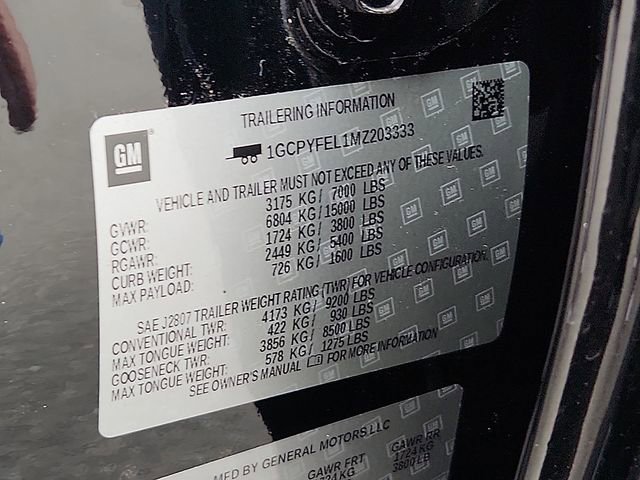 TRAILERING INFORMATION
GM
1GCPYFEL1MZ203333
VEHICLE AND TRAILER MUST NOT EXCEED ANY OF THESE VALUES.
GVWR: 3175 KG/ 7000 LBS
GCWR: 6804 KG/ 15000 LBS
RGAWR: 1724 KG/ 3800 LBS
CURB WEIGHT: 2449 KG/ 5400 LBS
MAX PAYLOAD: 726 KG/ 1600 LBS
SAE J2807 TRAILER WEIGHT RATING (TWR) FOR VEHICLE CONFIGURATION.
CONVENTIONAL TWR: 4173 KG/ 9200 LBS
MAX TONGUE WEIGHT: 422 KG/ 930 LBS
GOOSENECK TWR: 3856 KG/ 8500 LBS
MAX TONGUE WEIGHT: 578 KG/ 1275 LBS
SEE OWNER'S MANUAL FOR MORE INFORMATION
MFD BY GENERAL MOTORS LLC
GAWR FRT GAWR RR
1724 KG 1724 KG
3800 LB